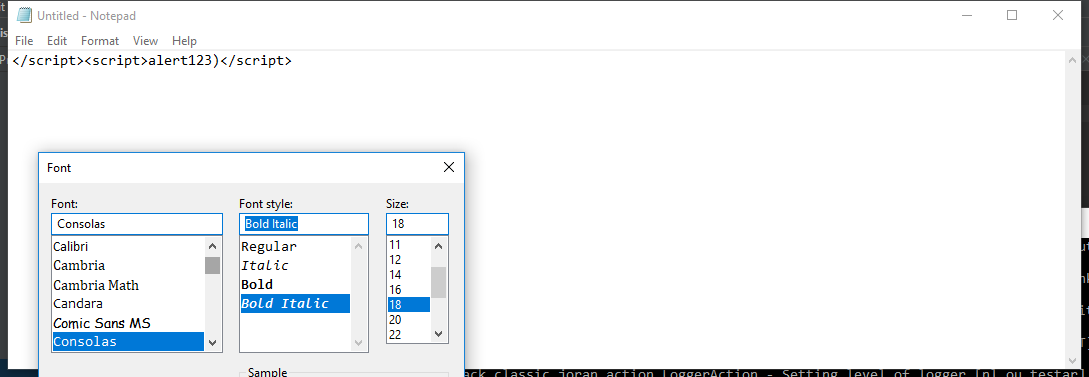 Untitled - Notepad
File Edit Format View Help
</script><script>alert123)</script>
Font
Font: Font style: Size:
Consolas Bold Italic 18
Calibri Regular 11
Cambria Italic 12
Cambria Math Bold 14
Candara Bold Italic 16
Comic Sans MS 18
Consolas 20
22
Sample
ack classic joran action LoggerAction - Setting level of logger [nl ou testar]